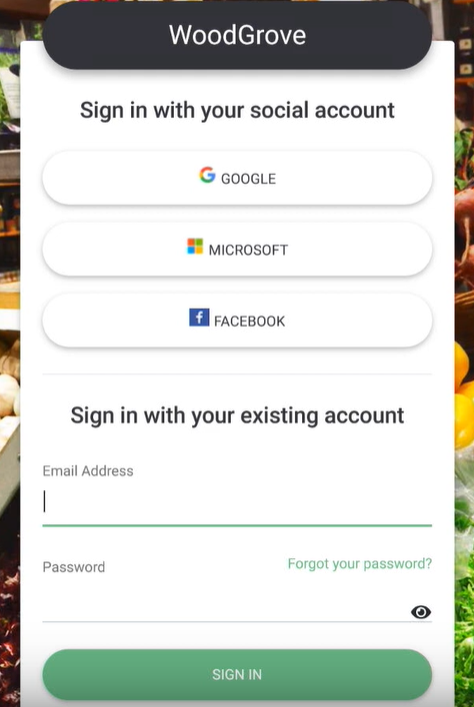 WoodGrove
Sign in with your social account
GOOGLE
MICROSOFT
FACEBOOK
Sign in with your existing account
Email Address
Password
Forgot your password?
SIGN IN